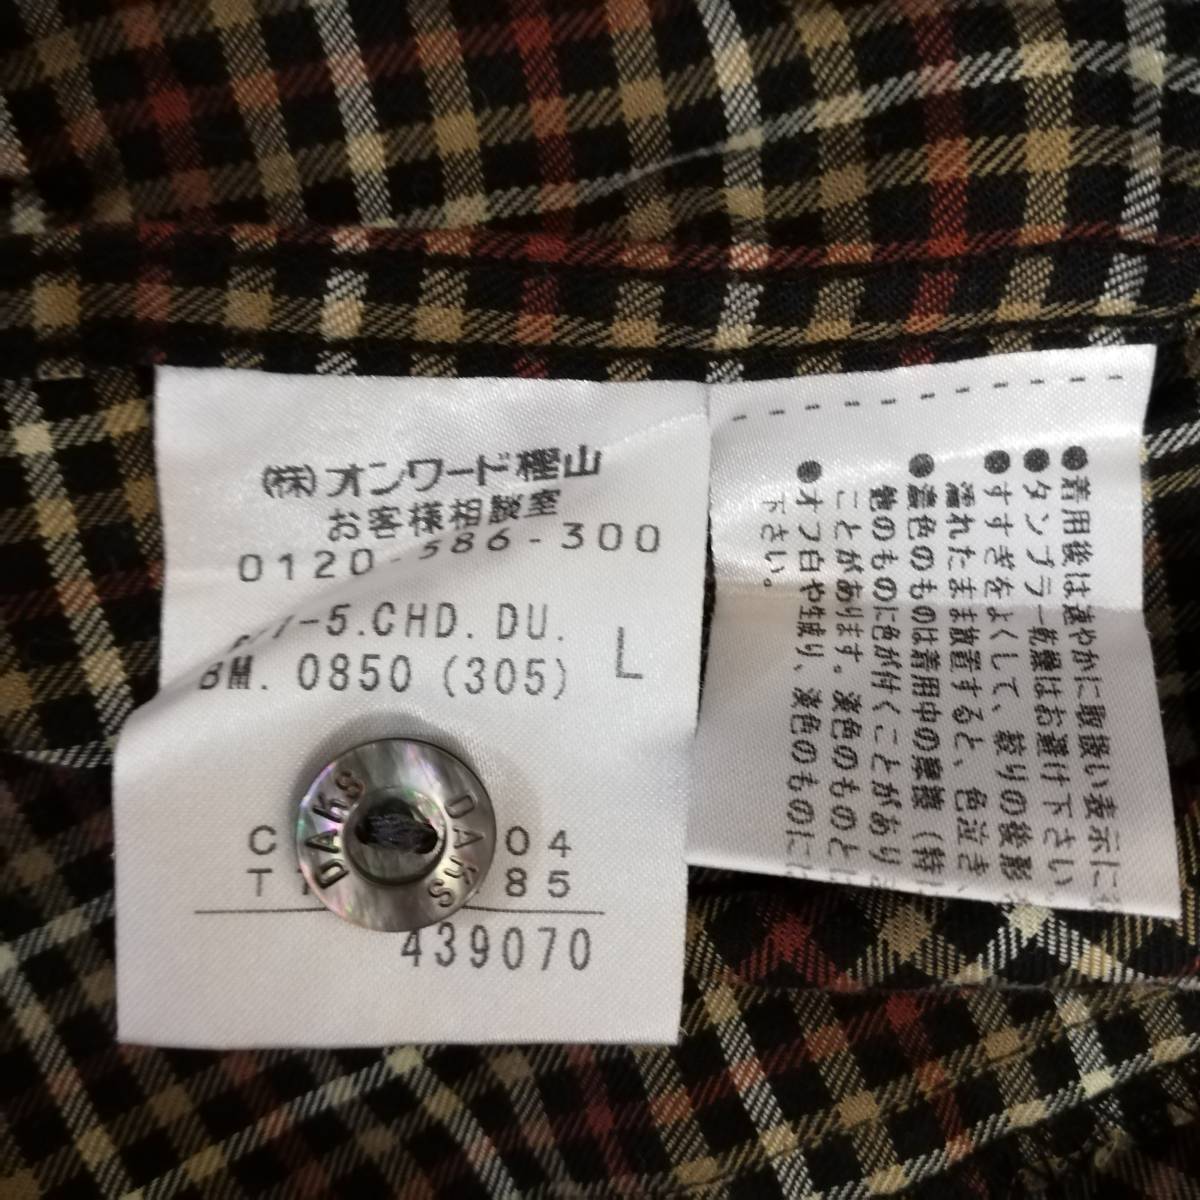 (株)オンワード樫山
お客様相談室
0120-586-300
-5.CHD.DU.
BM. 0850 (305)
L
DAKS DAKS
C 04
T 85
439070
●着用後は速やかに取扱い表示に
●タンブラー乾燥はお避け下さい
●すすぎをよくして、絞りの後形
濡れたまま放置すると、色泣き、
●濃色のものは着用中の摩擦(特に
他のものに色が付くことがあり
ことがあります。淡色のものと
●オフ白や生成り、淡色のものに
下さい。